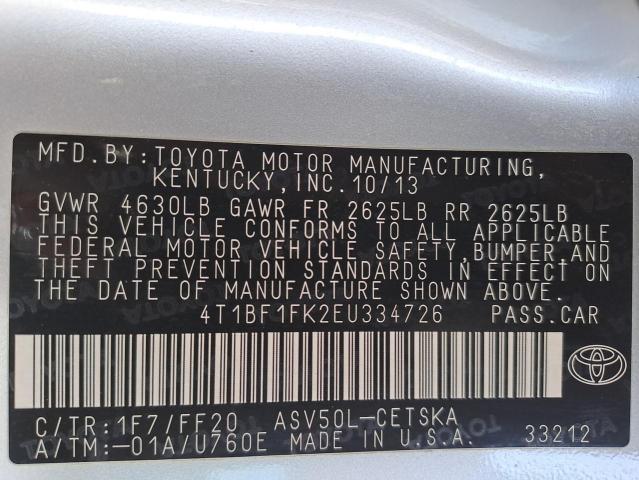 MFD.BY:TOYOTA MOTOR MANUFACTURING,
KENTUCKY,INC.10/13
GVWR 4630LB GAWR FR 2625LB RR 2625LB
THIS VEHICLE CONFORMS TO ALL APPLICABLE
FEDERAL MOTOR VEHICLE SAFETY,BUMPER,AND
THEFT PREVENTION STANDARDS IN EFFECT ON
THE DATE OF MANUFACTURE SHOWN ABOVE.
4T1BF1FK2EU334726 PASS.CAR
C/TR:1F7/FF20 ASV50L-CETSKA
A/TM:-01A/U760E MADE IN U.S.A. 33212